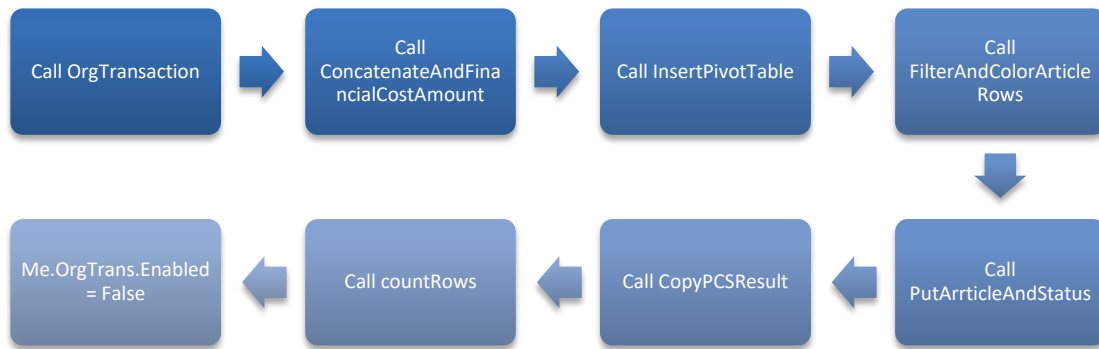 Call OrgTransaction
Call
ConcatenateAndFina
ncialCostAmount
Call InsertPivotTable
Call
FilterAndColorArticle
Rows
Call
PutArrticleAndStatus
Call CopyPCSResult
Call countRows
Me.OrgTrans.Enabled
= False